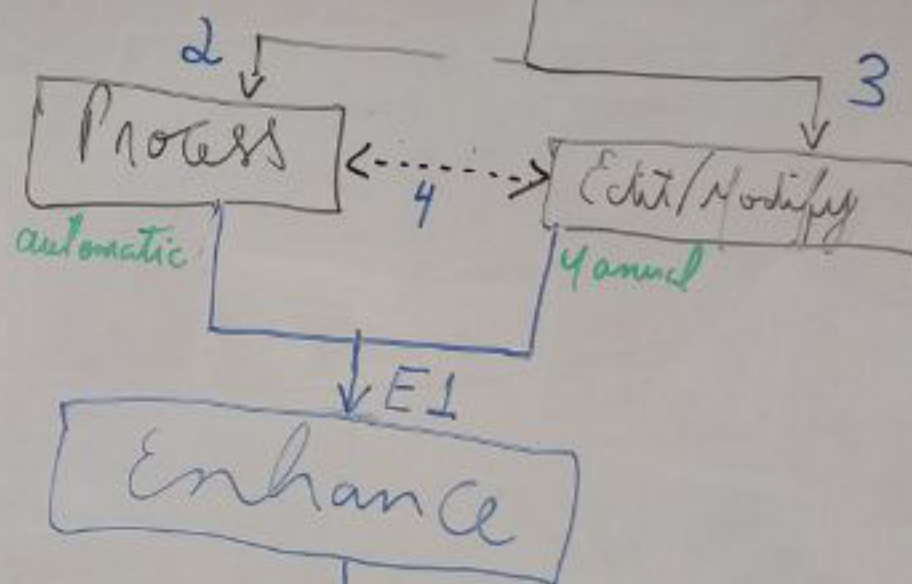 2
3
Process
4
Edit/Modify
automatic
Manual
E1
Enhance